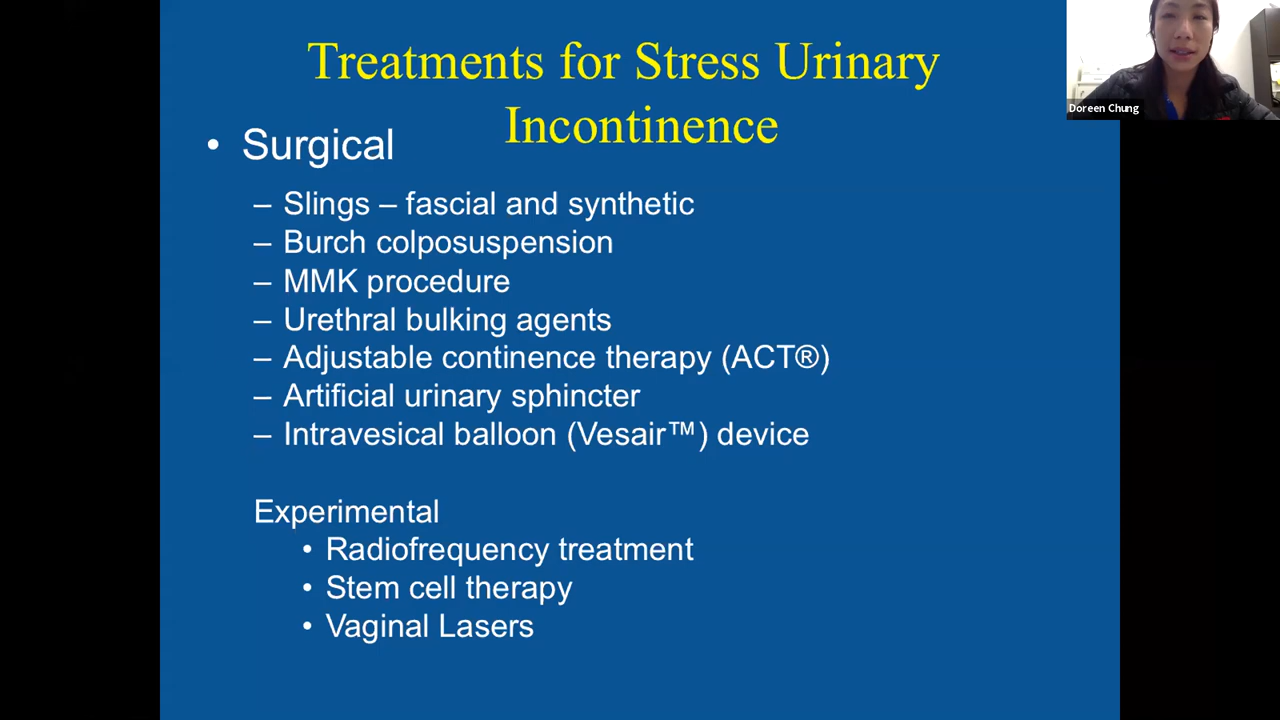 Treatments for Stress Urinary
Incontinence
• Surgical
– Slings – fascial and synthetic
– Burch colposuspension
– MMK procedure
– Urethral bulking agents
– Adjustable continence therapy (ACT®)
– Artificial urinary sphincter
– Intravesical balloon (Vesair™) device
Experimental
• Radiofrequency treatment
• Stem cell therapy
• Vaginal Lasers
Doreen Chung